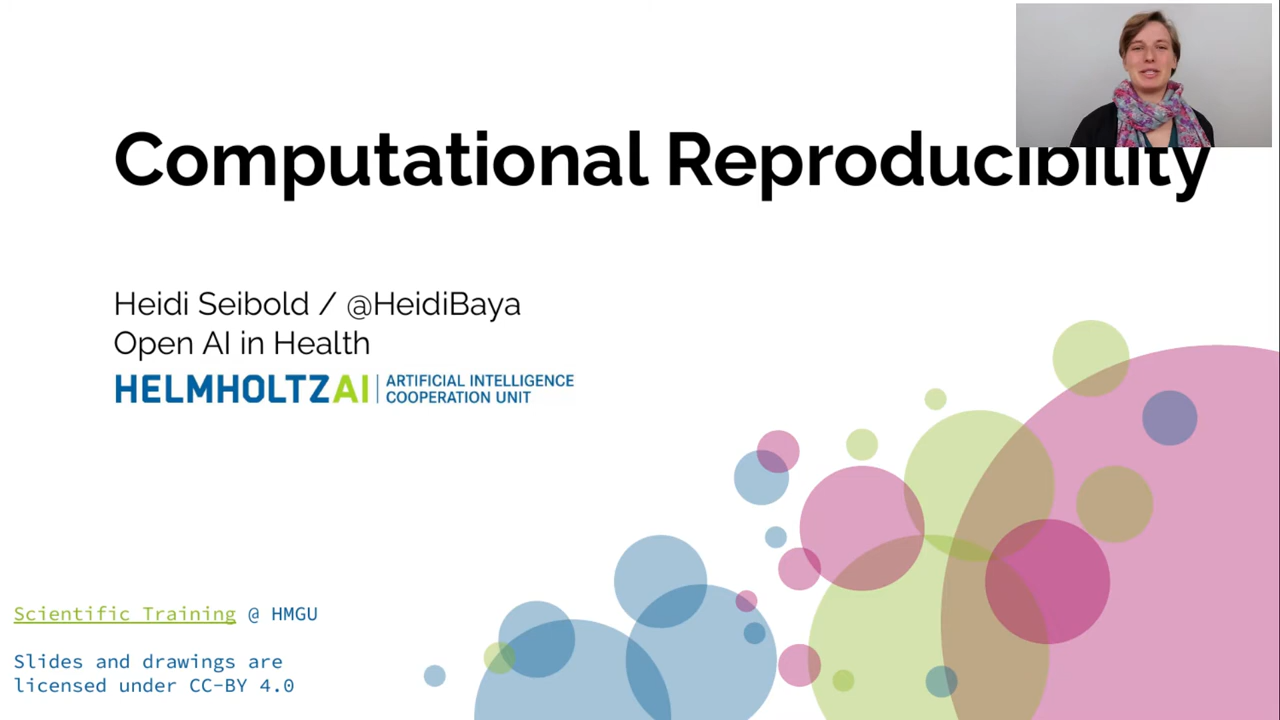 Computational Reproducibility
Heidi Seibold / @HeidiBaya
Open AI in Health
HELMHOLTZAI | ARTIFICIAL INTELLIGENCE
COOPERATION UNIT
Scientific Training @ HMGU
Slides and drawings are
licensed under CC-BY 4.0